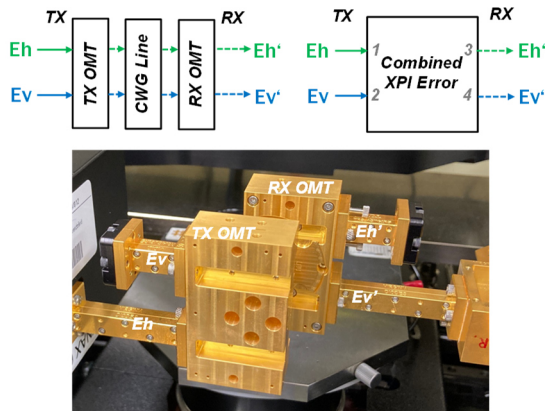 TX
RX
Eh
TX OMT
CWG Line
RX OMT
Eh'
Ev
Ev'
TX
RX
Eh
1
Combined
XPI Error
3
Eh'
Ev
2
4
Ev'
RX OMT
TX OMT
Eh'
Ev
Ev'
Eh